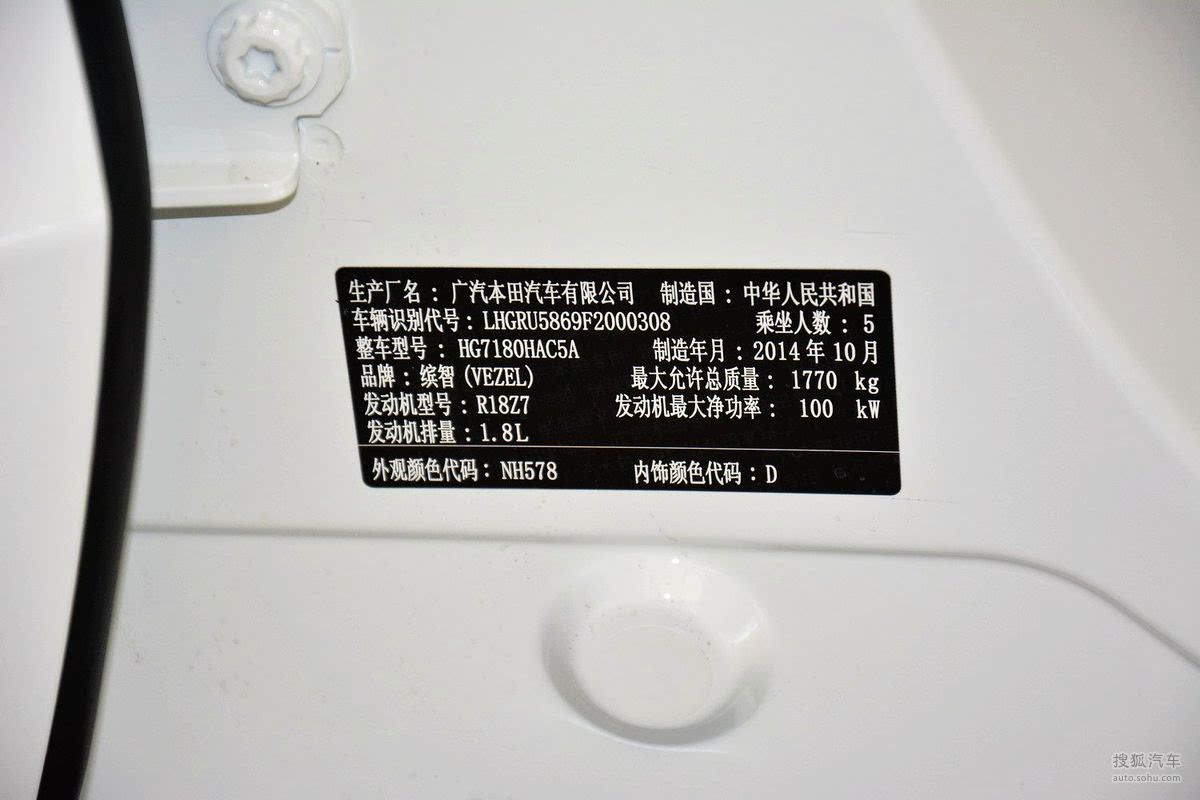 生产厂名：广汽本田汽车有限公司 制造国：中华人民共和国
车辆识别代号：LHGRU5869F2000308 乘坐人数：5
整车型号：HG7180HAC5A 制造年月：2014年10月
品牌：缤智(VEZEL) 最大允许总质量：1770 kg
发动机型号：R18Z7 发动机最大净功率：100 kW
发动机排量：1.8L
外观颜色代码：NH578 内饰颜色代码：D
搜狐汽车
auto.sohu.com